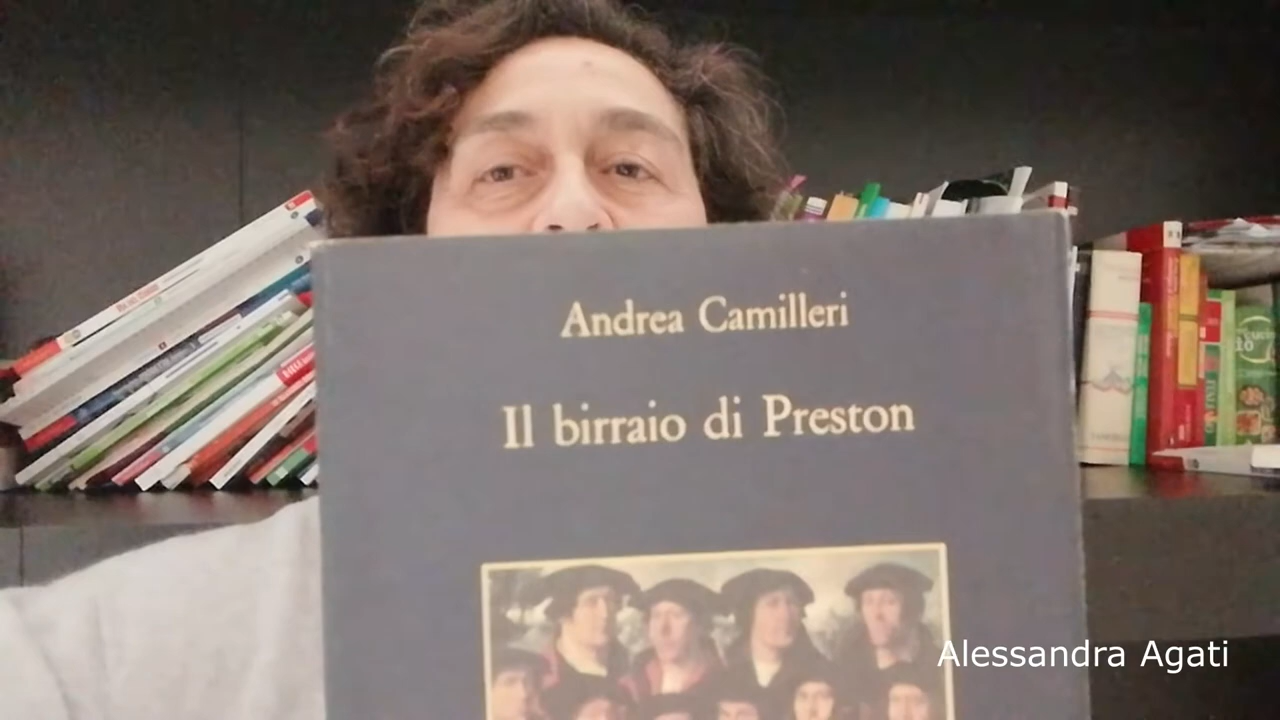 Andrea Camilleri
Il birraio di Preston
Alessandra Agati